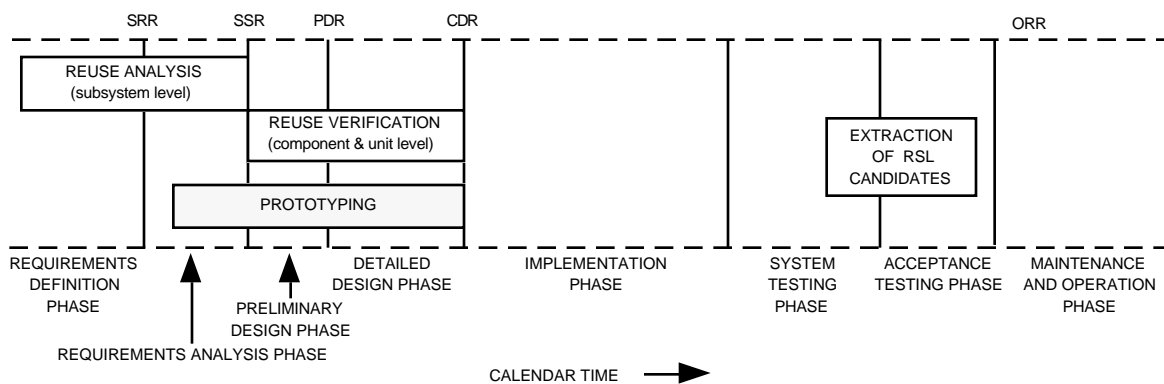 SRR SSR PDR CDR ORR
REUSE ANALYSIS
(subsystem level)
REUSE VERIFICATION
(component & unit level)
EXTRACTION
OF RSL
CANDIDATES
PROTOTYPING
REQUIREMENTS
DEFINITION
PHASE
REQUIREMENTS ANALYSIS PHASE
PRELIMINARY
DESIGN PHASE
DETAILED
DESIGN PHASE
IMPLEMENTATION
PHASE
SYSTEM
TESTING
PHASE
ACCEPTANCE
TESTING PHASE
MAINTENANCE
AND OPERATION
PHASE
CALENDAR TIME